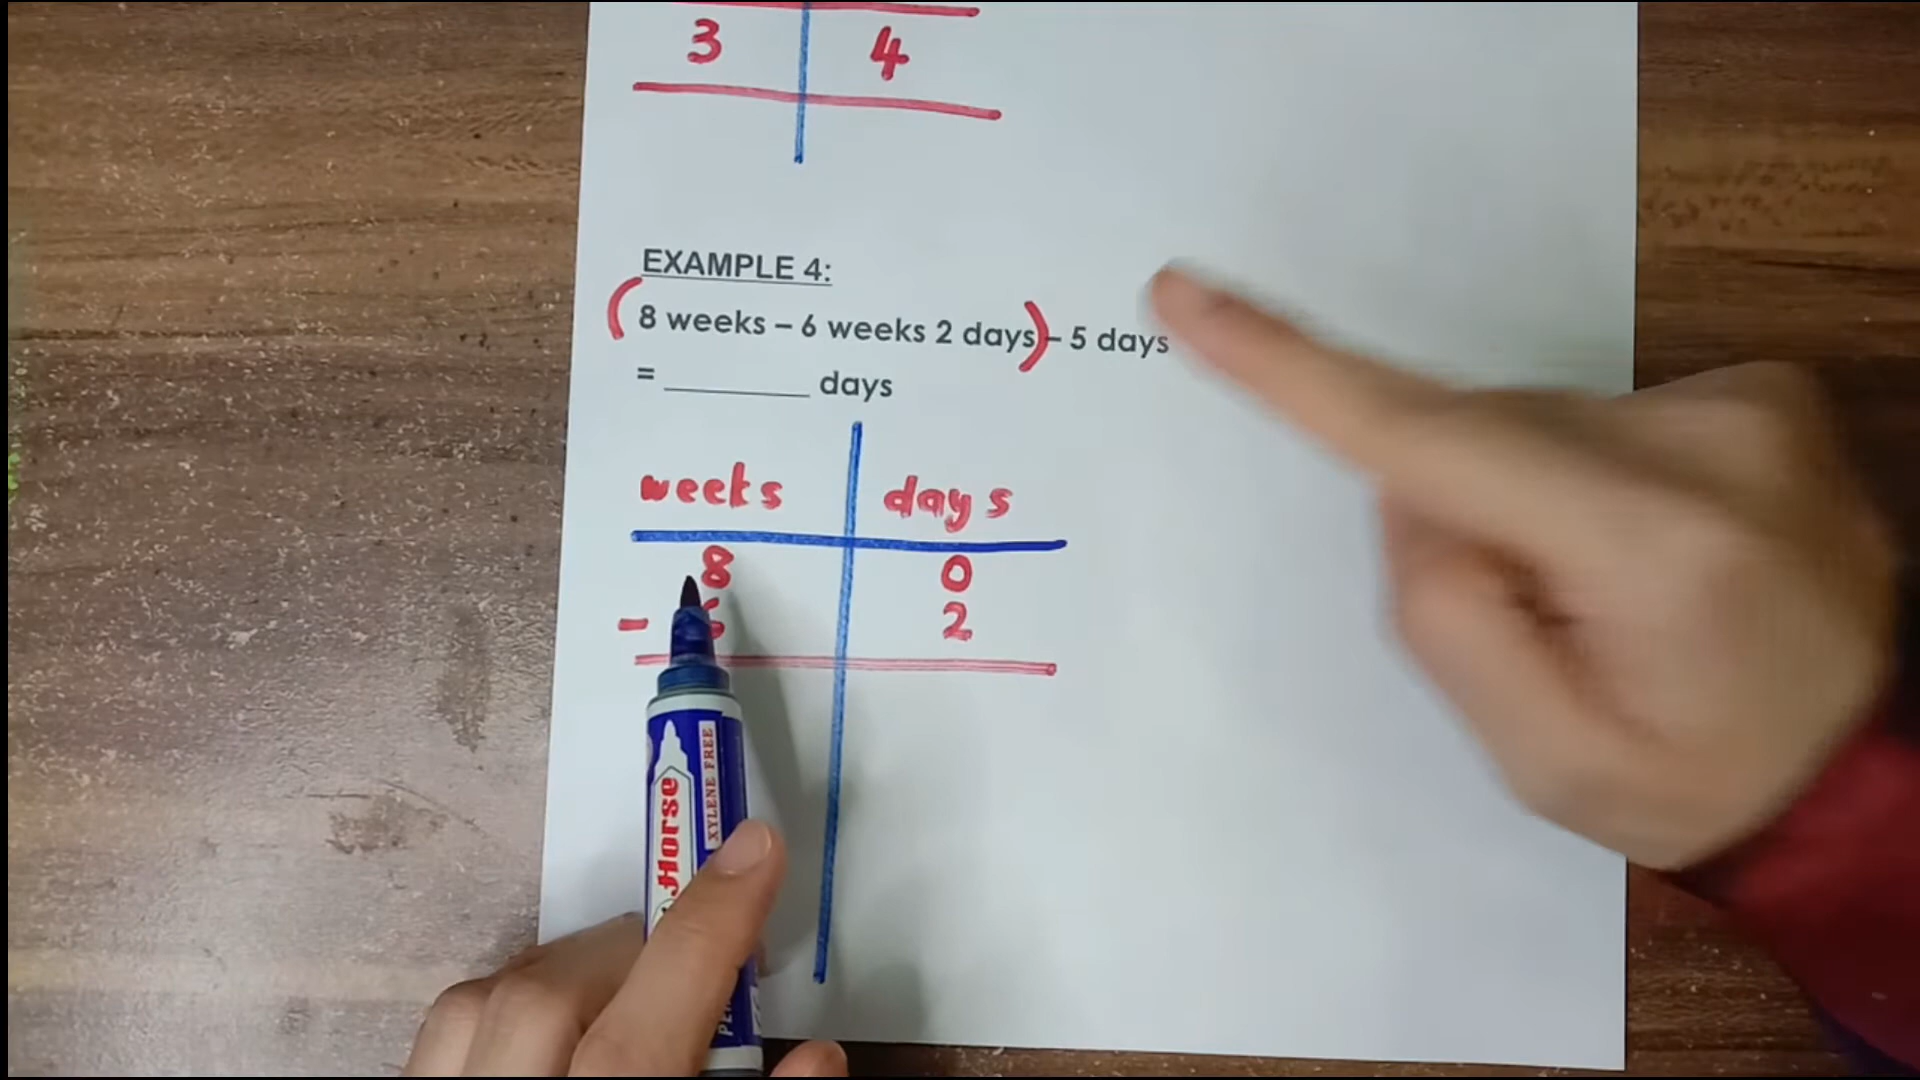 3 4
EXAMPLE 4:
(8 weeks – 6 weeks 2 days) – 5 days
= ________ days
weeks days
8 0
- 6 2
Horse
XYLENE FREE